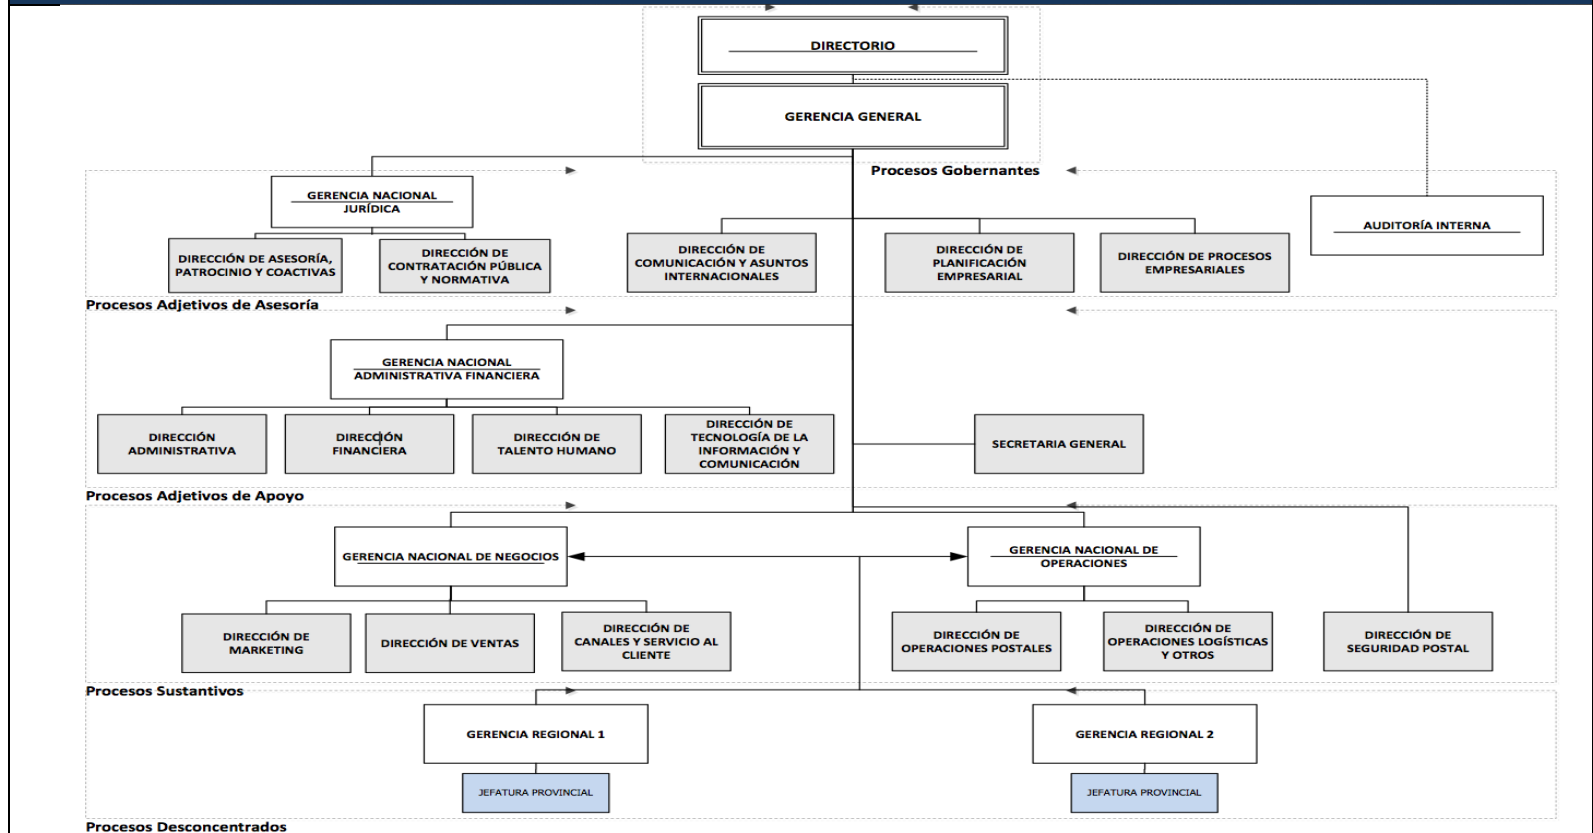 DIRECTORIO
GERENCIA GENERAL
Procesos Gobernantes
GERENCIA NACIONAL
JURÍDICA
AUDITORÍA INTERNA
DIRECCIÓN DE ASESORÍA,
PATROCINIO Y COACTIVAS
DIRECCIÓN DE
CONTRATACIÓN PÚBLICA
Y NORMATIVA
DIRECCIÓN DE
COMUNICACIÓN Y ASUNTOS
INTERNACIONALES
DIRECCIÓN DE
PLANIFICACIÓN
EMPRESARIAL
DIRECCIÓN DE PROCESOS
EMPRESARIALES
Procesos Adjetivos de Asesoría
GERENCIA NACIONAL
ADMINISTRATIVA FINANCIERA
DIRECCIÓN
ADMINISTRATIVA
DIRECCIÓN
FINANCIERA
DIRECCIÓN DE
TALENTO HUMANO
DIRECCIÓN DE
TECNOLOGÍA DE LA
INFORMACIÓN Y
COMUNICACIÓN
SECRETARIA GENERAL
Procesos Adjetivos de Apoyo
GERENCIA NACIONAL DE NEGOCIOS
GERENCIA NACIONAL DE
OPERACIONES
DIRECCIÓN DE
MARKETING
DIRECCIÓN DE VENTAS
DIRECCIÓN DE
CANALES Y SERVICIO AL
CLIENTE
DIRECCIÓN DE
OPERACIONES POSTALES
DIRECCIÓN DE
OPERACIONES LOGÍSTICAS
Y OTROS
DIRECCIÓN DE
SEGURIDAD POSTAL
Procesos Sustantivos
GERENCIA REGIONAL 1
GERENCIA REGIONAL 2
JEFATURA PROVINCIAL
JEFATURA PROVINCIAL
Procesos Desconcentrados